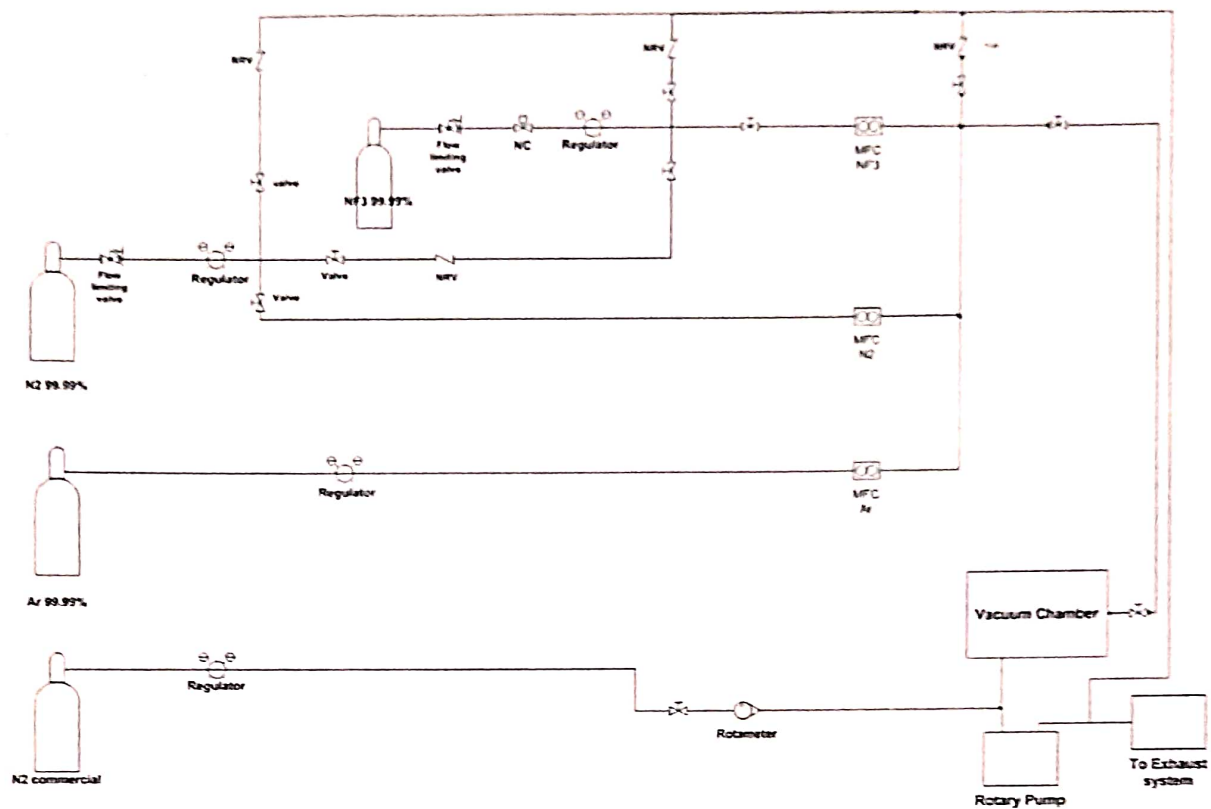 NRV
NRV
NRV
Flow
limiting
valve
NC
Regulator
MFC
NF3
valve
NF3 99.99%
Flow
limiting
valve
Regulator
Valve
NRV
Valve
MFC
N2
N2 99.99%
Regulator
MFC
Ar
Ar 99.99%
Vacuum Chamber
Regulator
Rotameter
N2 commercial
Rotary Pump
To Exhaust
system